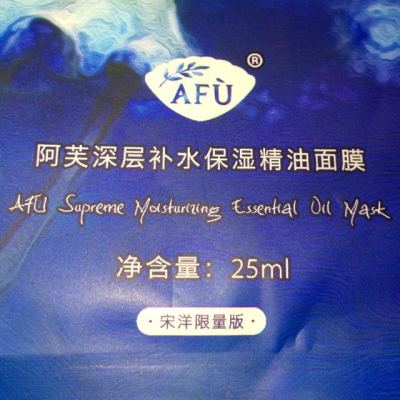 AFÙ®
阿芙深层补水保湿精油面膜
AFU Supreme Moisturizing Essential Oil Mask
净含量：25ml
宋洋限量版